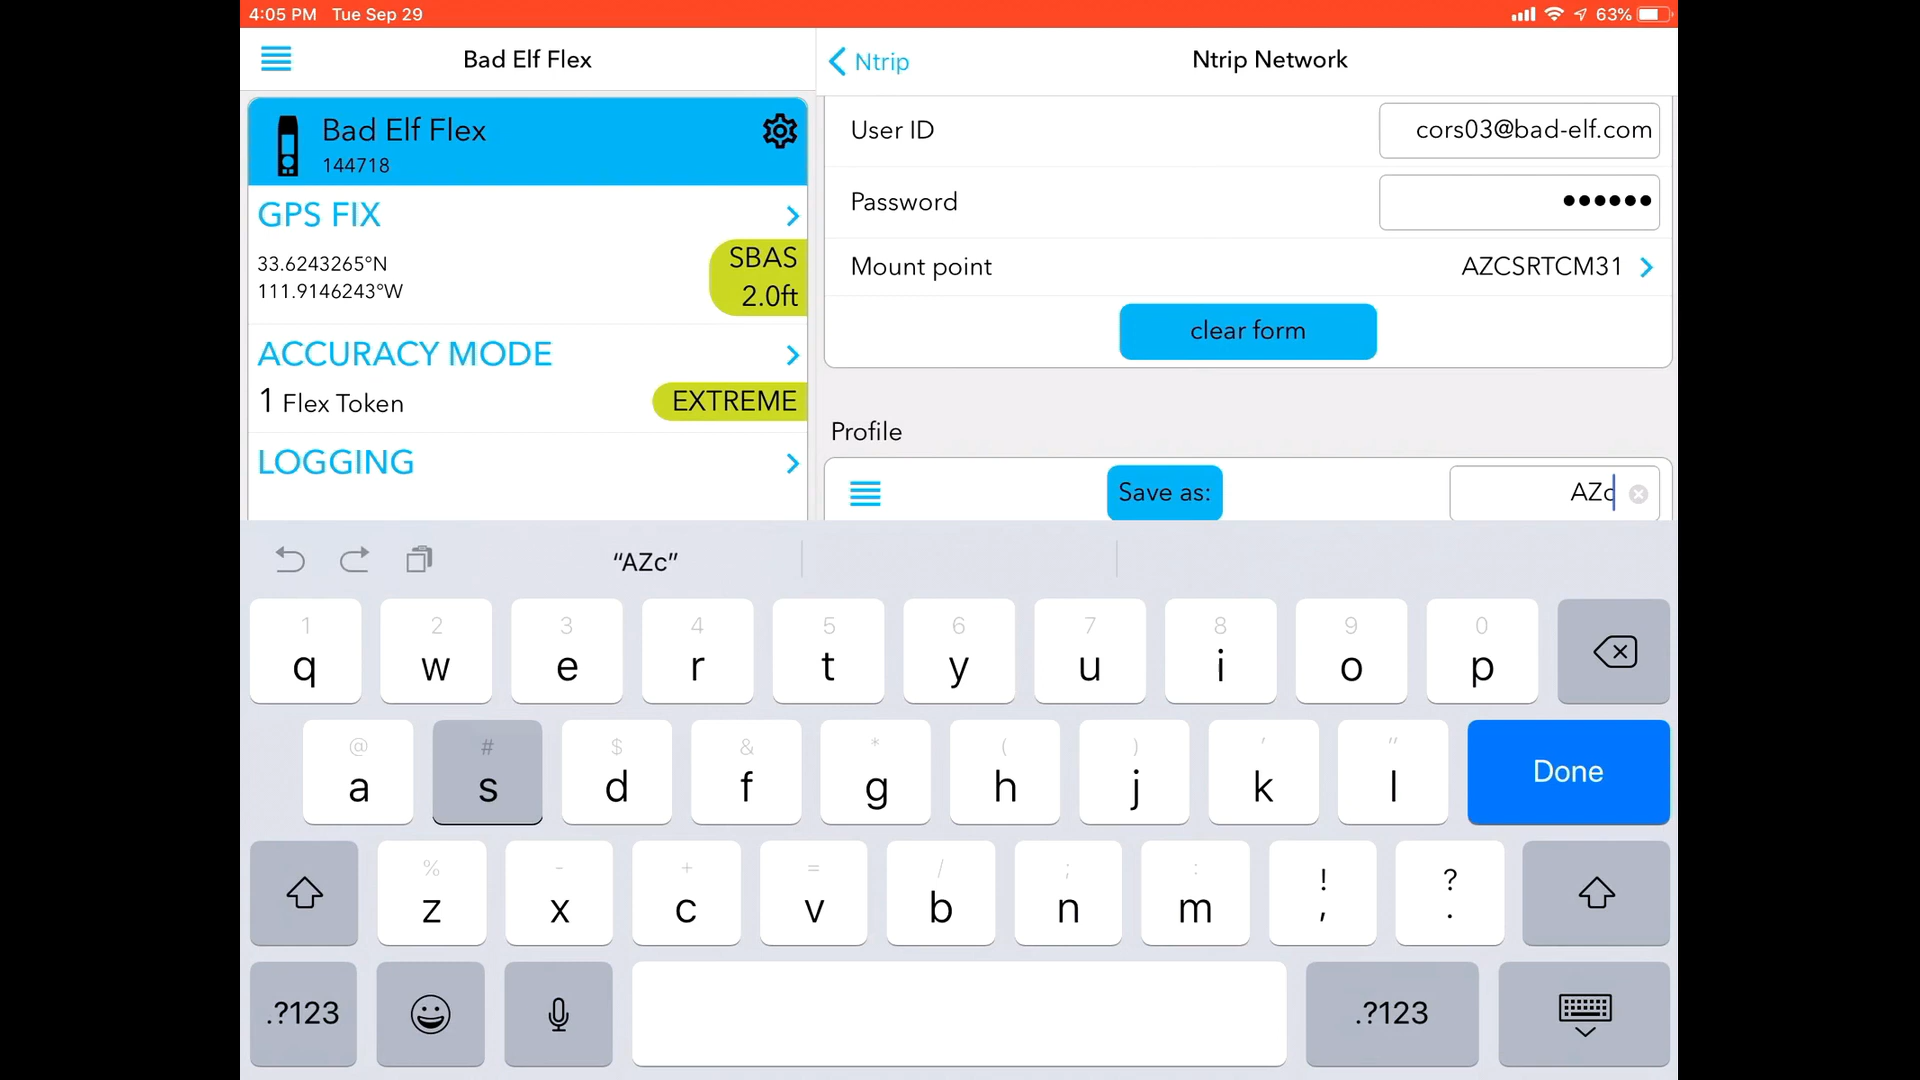 4:05 PM Tue Sep 29
63%
Bad Elf Flex
Ntrip
Ntrip Network
Bad Elf Flex
144718
GPS FIX
33.6243265°N
111.9146243°W
SBAS
2.0ft
ACCURACY MODE
1 Flex Token
EXTREME
LOGGING
User ID
cors03@bad-elf.com
Password
••••••
Mount point
AZCSRTCM31
clear form
Profile
Save as:
AZc
“AZc”
1 2 3 4 5 6 7 8 9 0
q w e r t y u i o p
@ # $ & * ( ) ' "
a s d f g h j k l
Done
% - + = / ; : ! ?
z x c v b n m , .
.?123
.?123